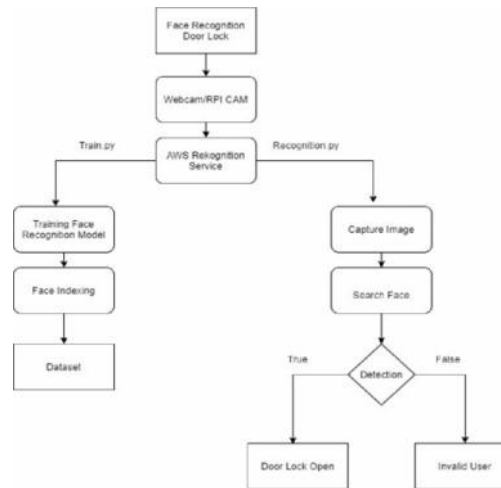 Face Recognition
Door Lock
Webcam/RPI CAM
Train.py
AWS Rekognition
Service
Recognition.py
Training Face
Recognition Model
Capture Image
Face Indexing
Search Face
Dataset
True
False
Detection
Door Lock Open
Invalid User